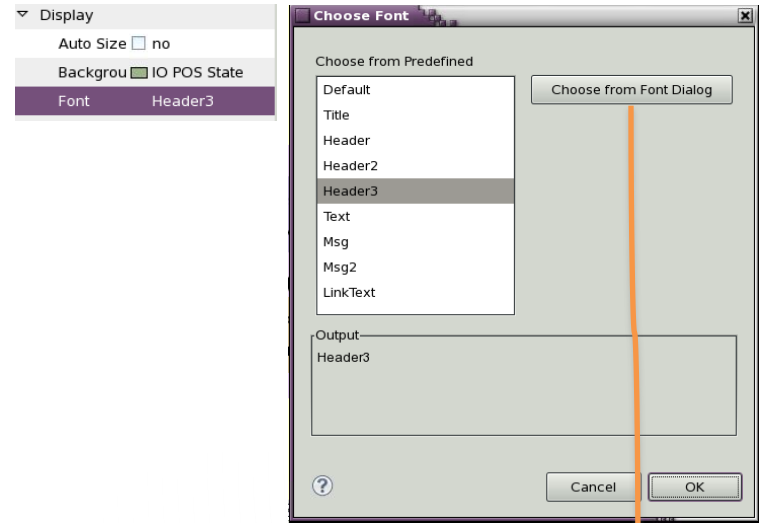 Display
Auto Size no
Backgrou IO POS State
Font Header3
Choose Font
Choose from Predefined
Default
Title
Header
Header2
Header3
Text
Msg
Msg2
LinkText
Choose from Font Dialog
Output
Header3
?
Cancel
OK